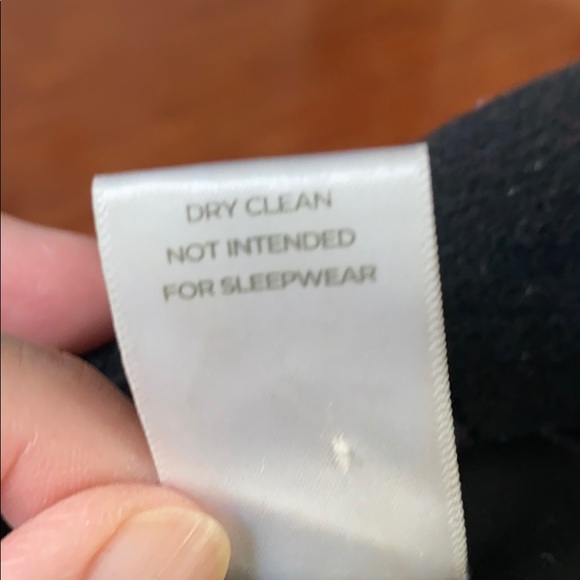 DRY CLEAN
NOT INTENDED
FOR SLEEPWEAR